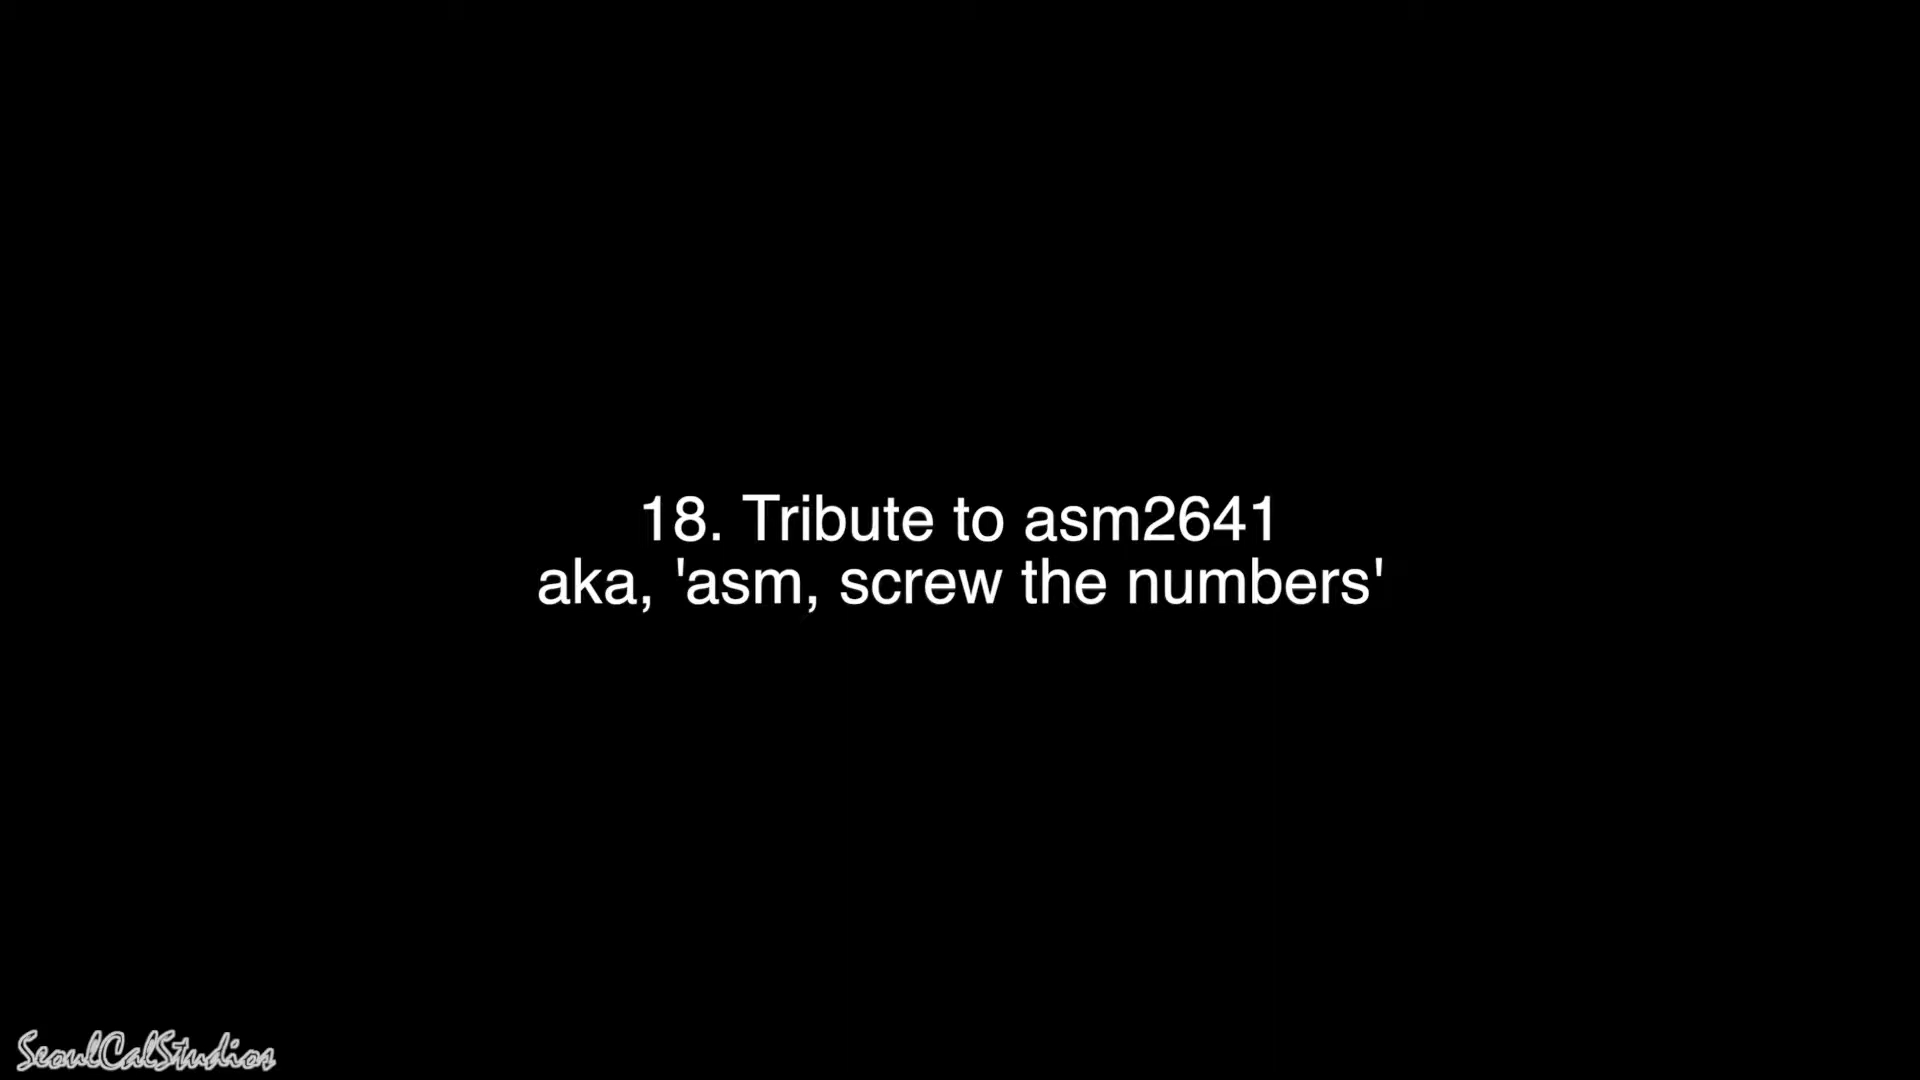 18. Tribute to asm2641
aka, 'asm, screw the numbers'
SeoulCalStudios